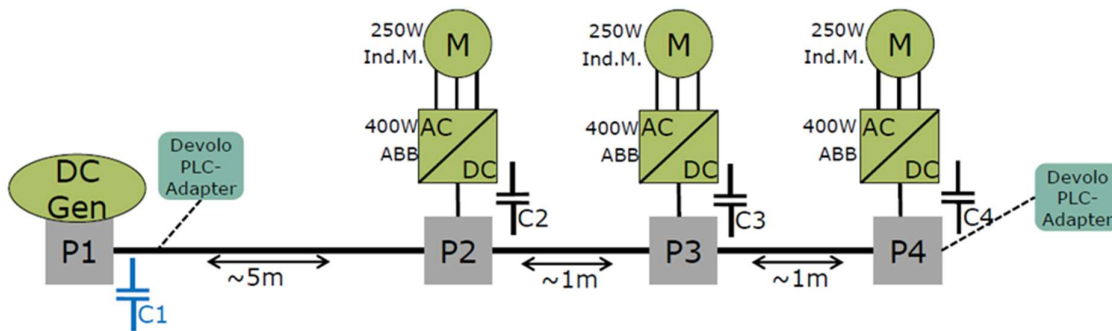 250W
Ind.M.
M
400W
ABB
AC
DC
C2
250W
Ind.M.
M
400W
ABB
AC
DC
C3
250W
Ind.M.
M
400W
ABB
AC
DC
C4
Devolo
PLC-
Adapter
DC
Gen
Devolo
PLC-
Adapter
P1
P2
P3
P4
C1
~5m
~1m
~1m